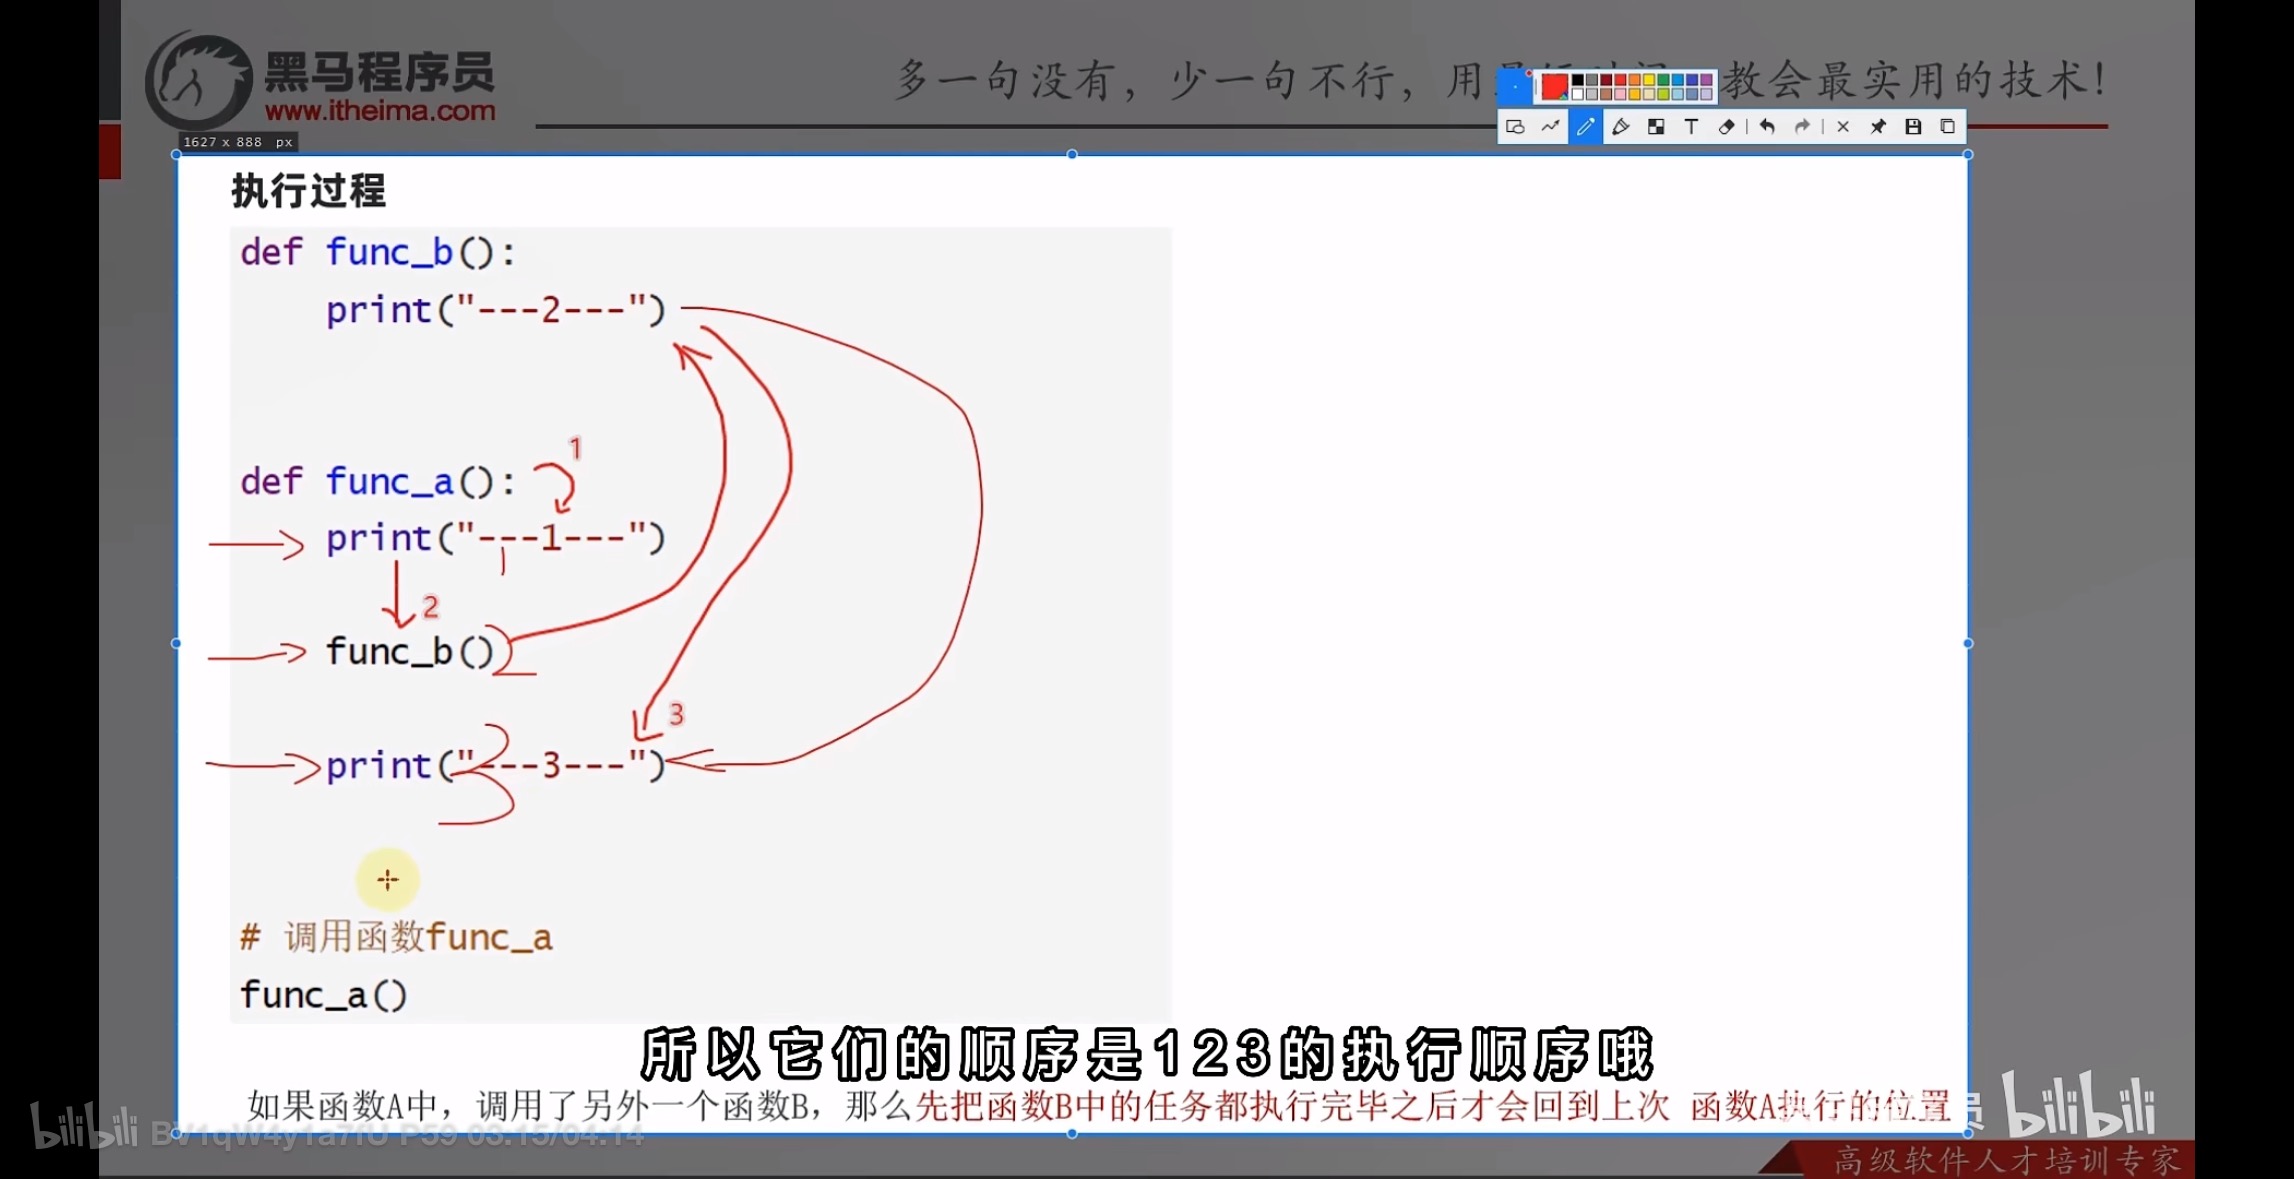 黑马程序员
www.itheima.com
多一句没有，少一句不行，用 教会最实用的技术！
1627 x 888 px
执行过程
def func_b():
print("---2---")
1
def func_a():
print("---1---")
2
func_b()
3
print("---3---")
# 调用函数func_a
func_a()
所以它们的顺序是123的执行顺序哦
如果函数A中，调用了另外一个函数B，那么先把函数B中的任务都执行完毕之后才会回到上次 函数A执行的位置
bilibili BV1qW4y1a7fU P59 03:15/04:14
bilibili
高级软件人才培训专家